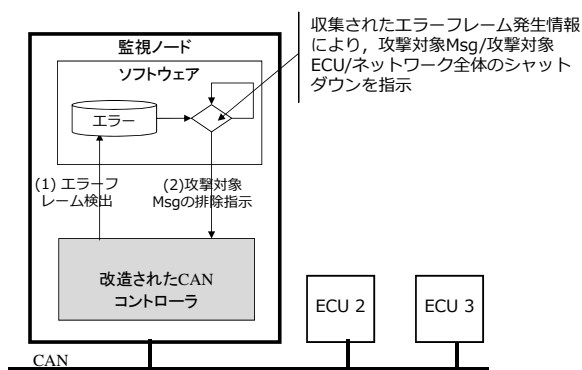 収集されたエラーフレーム発生情報
により，攻撃対象Msg/攻撃対象
ECU/ネットワーク全体のシャット
ダウンを指示
監視ノード
ソフトウェア
エラー
(1) エラーフ
レーム検出
(2)攻撃対象
Msgの排除指示
改造されたCAN
コントローラ
ECU 2
ECU 3
CAN